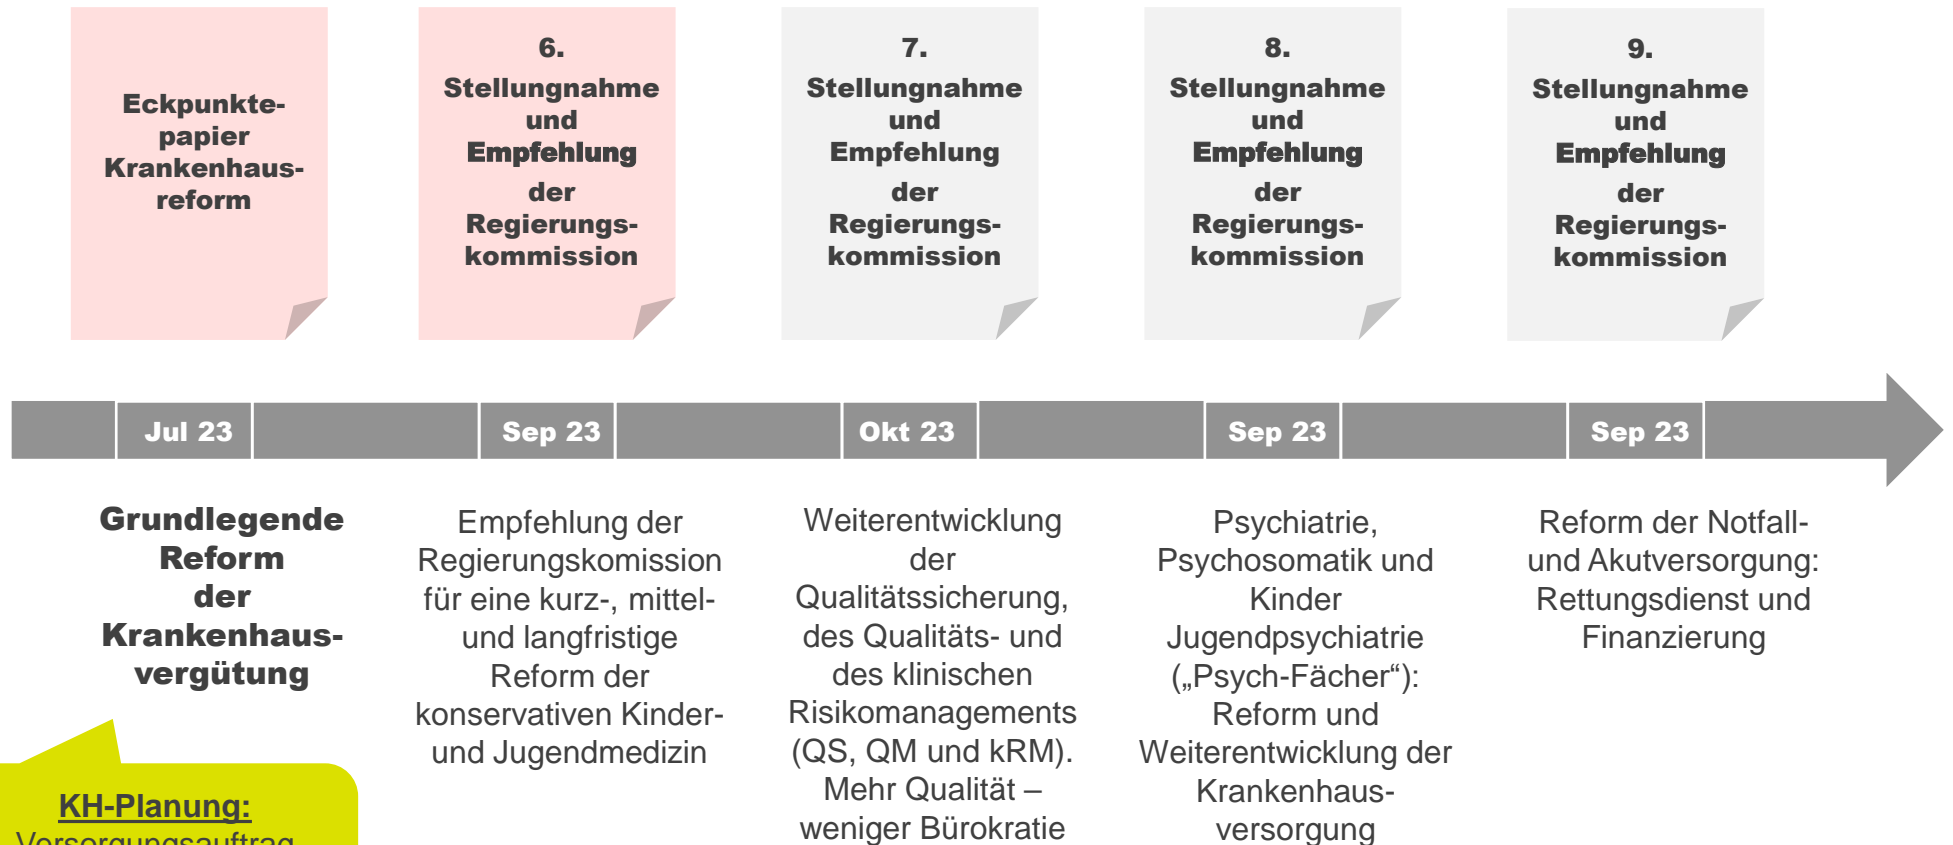 Eckpunkte-
papier
Krankenhaus-
reform
6.
Stellungnahme
und
Empfehlung
der
Regierungs-
kommission
7.
Stellungnahme
und
Empfehlung
der
Regierungs-
kommission
8.
Stellungnahme
und
Empfehlung
der
Regierungs-
kommission
9.
Stellungnahme
und
Empfehlung
der
Regierungs-
kommission
Jul 23
Sep 23
Okt 23
Sep 23
Sep 23
Grundlegende
Reform
der
Krankenhaus-
vergütung
Empfehlung der
Regierungskomission
für eine kurz-, mittel-
und langfristige
Reform der
konservativen Kinder-
und Jugendmedizin
Weiterentwicklung
der
Qualitätssicherung,
des Qualitäts- und
des klinischen
Risikomanagements
(QS, QM und kRM).
Mehr Qualität –
weniger Bürokratie
Psychiatrie,
Psychosomatik und
Kinder
Jugendpsychiatrie
(„Psych-Fächer“):
Reform und
Weiterentwicklung der
Krankenhaus-
versorgung
Reform der Notfall-
und Akutversorgung:
Rettungsdienst und
Finanzierung
KH-Planung:
Versorgungsauftrag